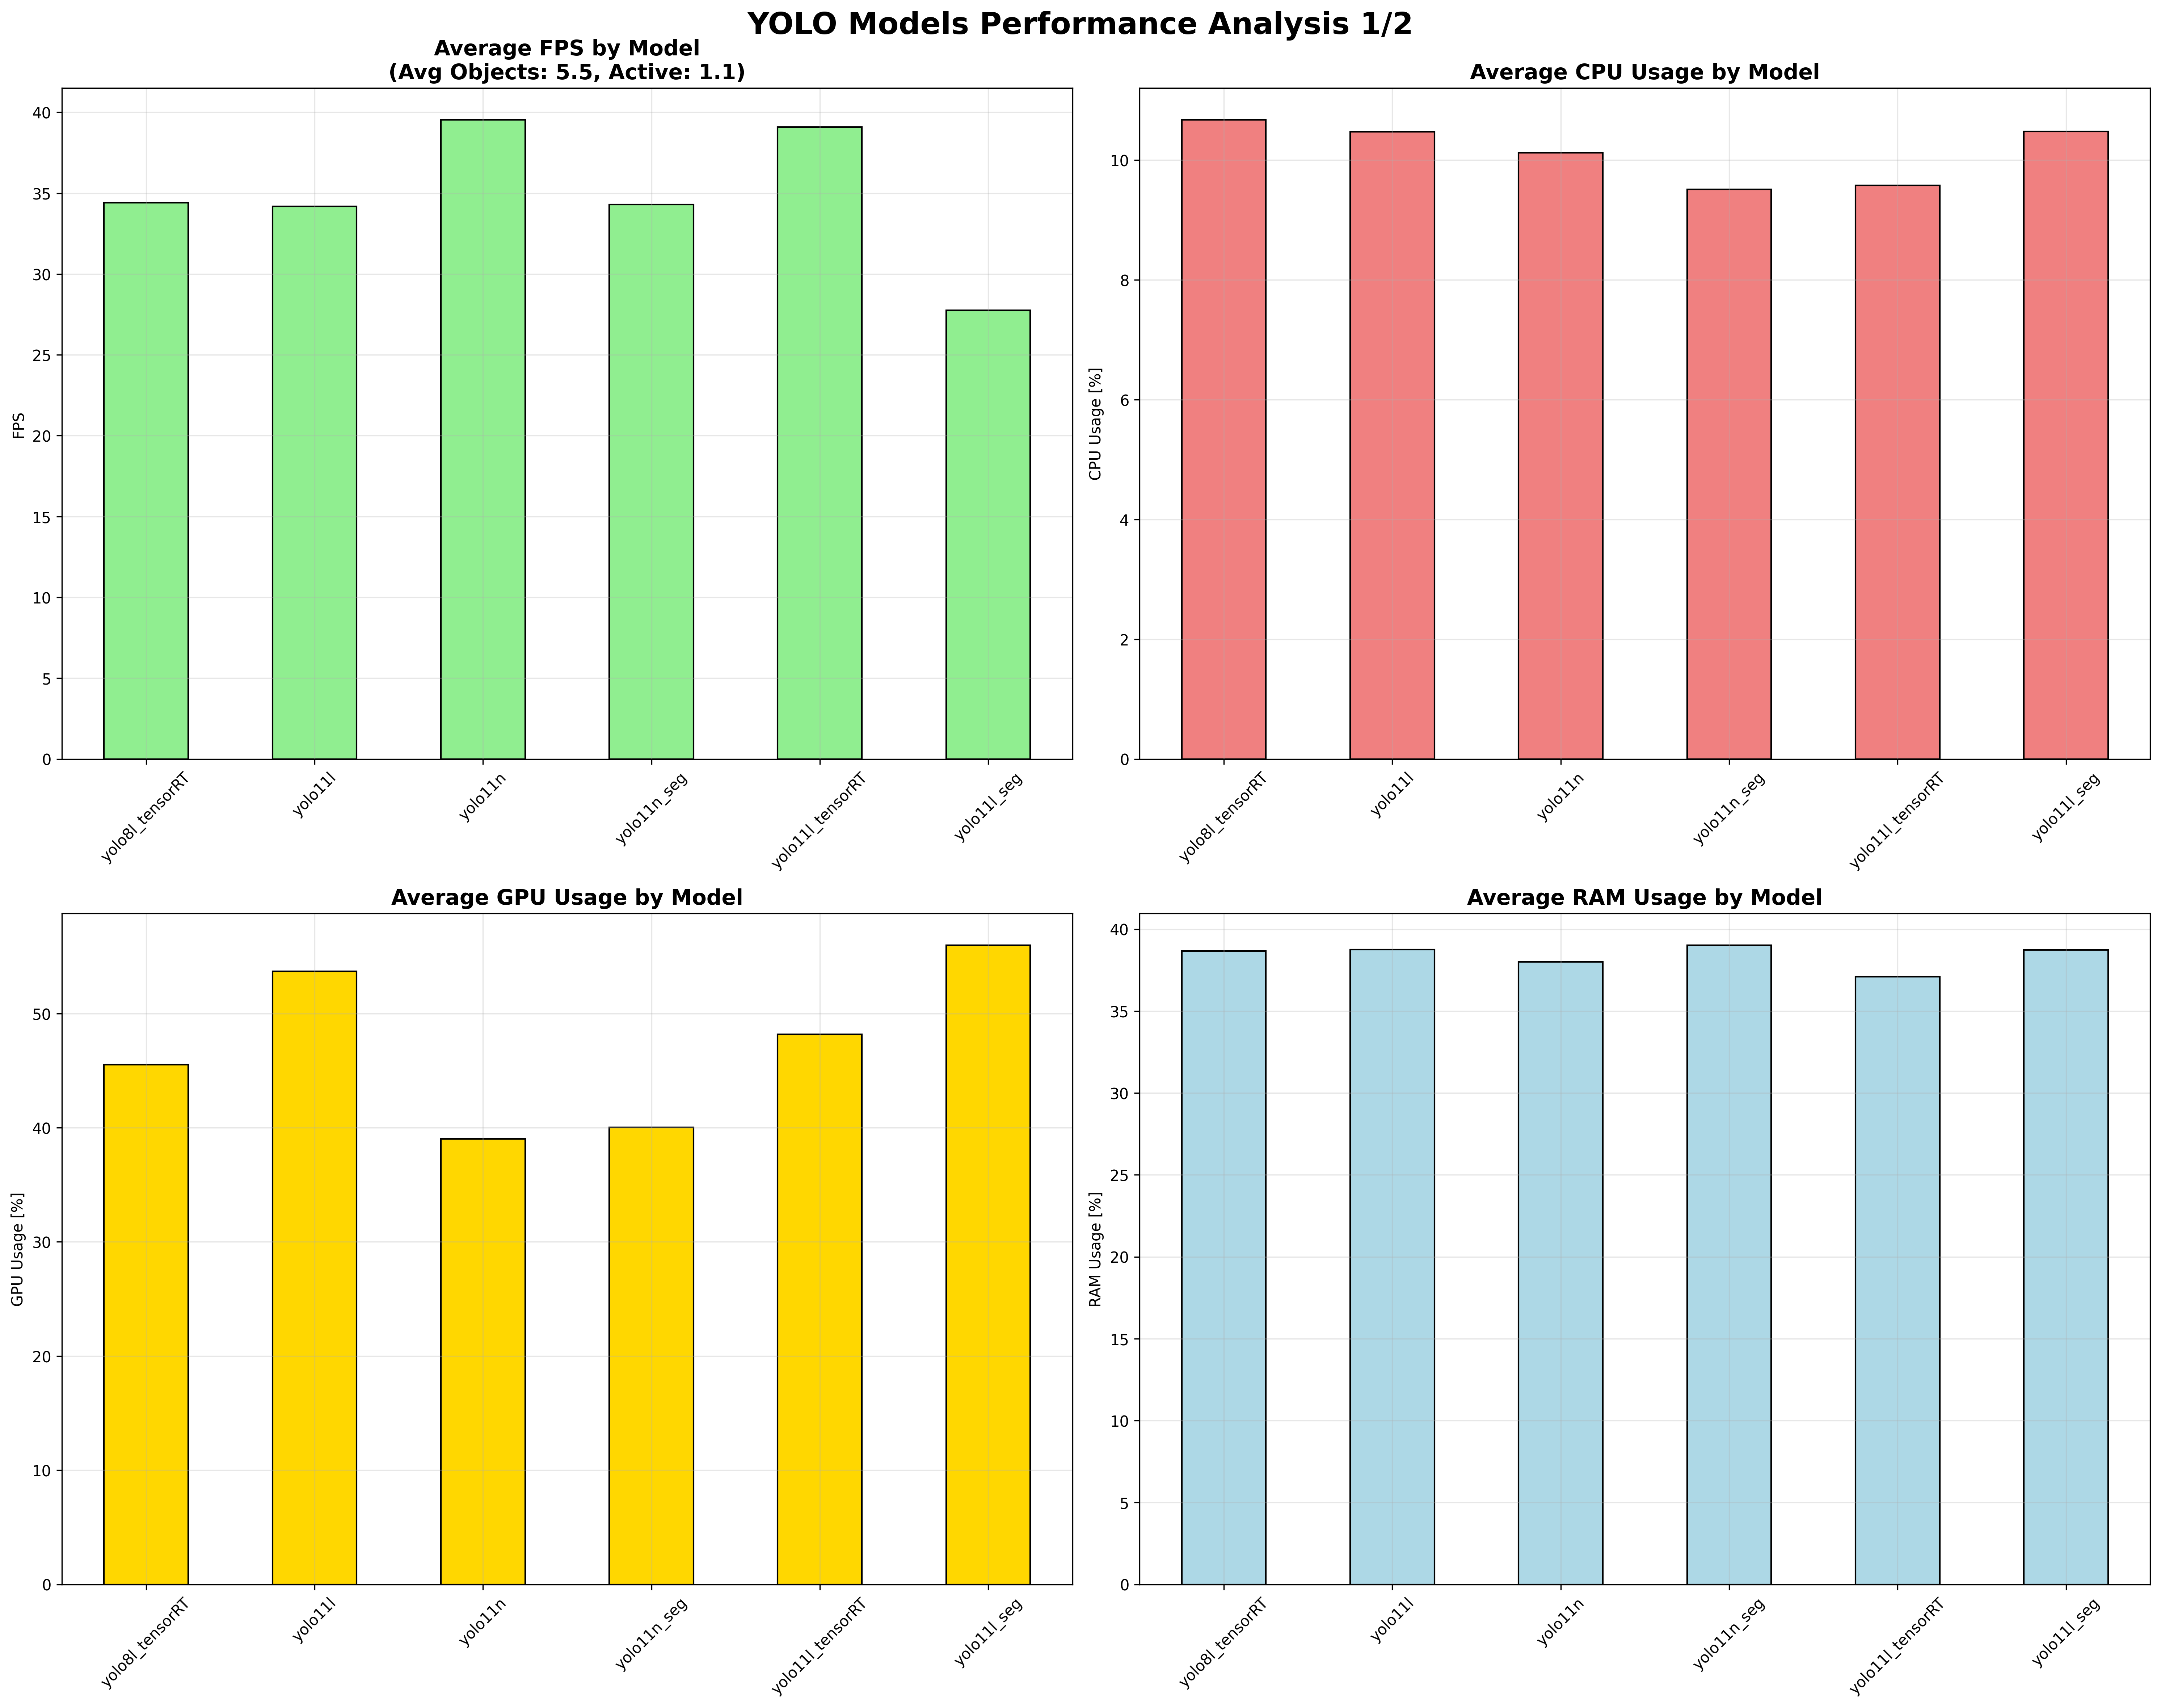 YOLO Models Performance Analysis 1/2
Average FPS by Model
(Avg Objects: 5.5, Active: 1.1)
FPS
40
35
30
25
20
15
10
5
0
yolo8l_tensorRT
yolo11l
yolo11n
yolo11n_seg
yolo11l_tensorRT
yolo11l_seg
Average CPU Usage by Model
CPU Usage [%]
10
8
6
4
2
0
yolo8l_tensorRT
yolo11l
yolo11n
yolo11n_seg
yolo11l_tensorRT
yolo11l_seg
Average GPU Usage by Model
GPU Usage [%]
50
40
30
20
10
0
yolo8l_tensorRT
yolo11l
yolo11n
yolo11n_seg
yolo11l_tensorRT
yolo11l_seg
Average RAM Usage by Model
RAM Usage [%]
40
35
30
25
20
15
10
5
0
yolo8l_tensorRT
yolo11l
yolo11n
yolo11n_seg
yolo11l_tensorRT
yolo11l_seg